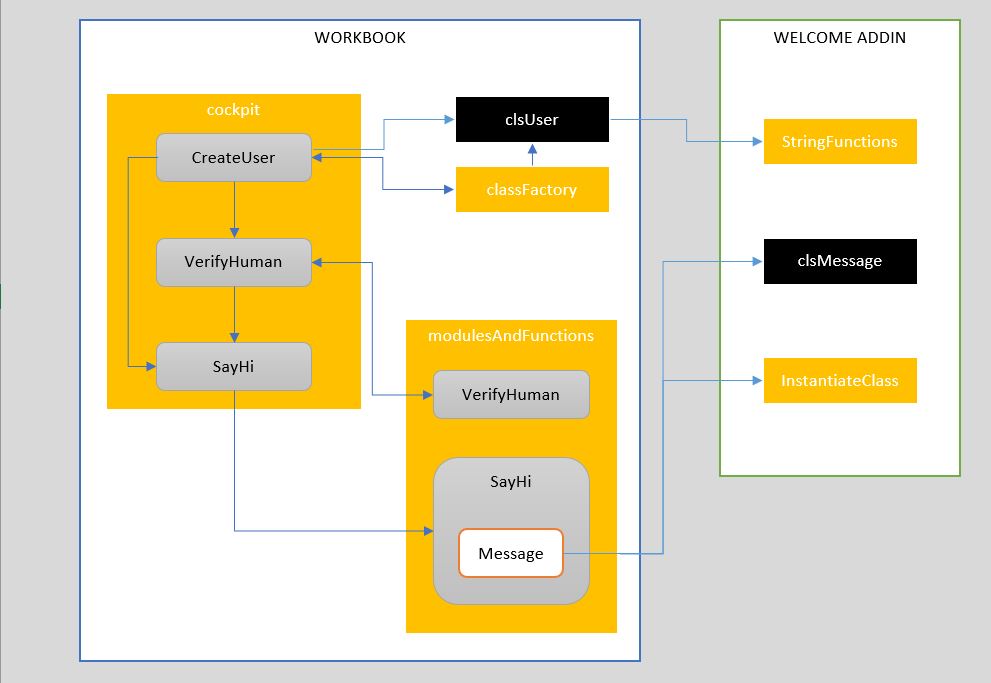 WORKBOOK
cockpit
CreateUser
VerifyHuman
SayHi
clsUser
classFactory
modulesAndFunctions
VerifyHuman
SayHi
Message
WELCOME ADDIN
StringFunctions
clsMessage
InstantiateClass